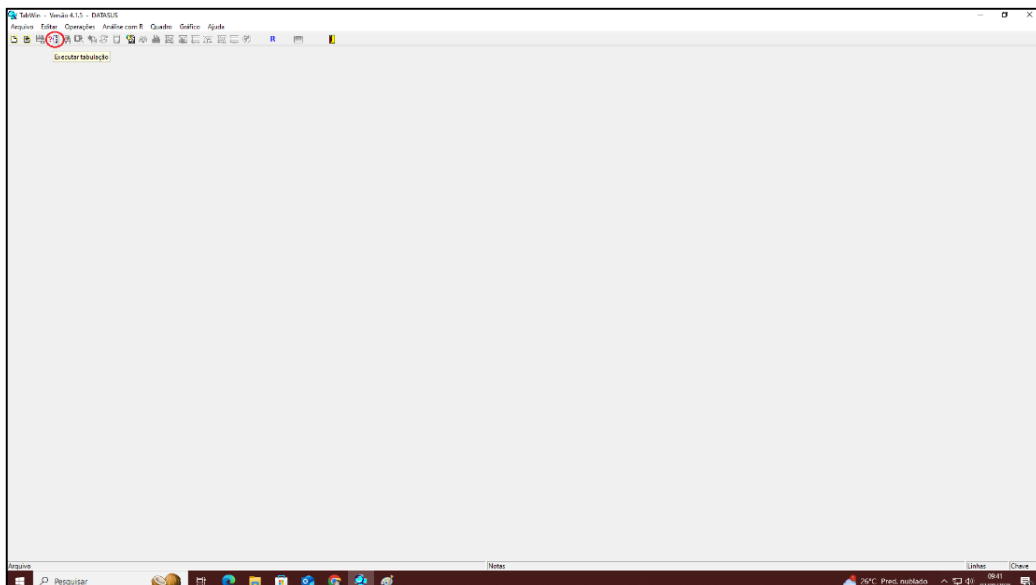 TabWin - Versão 4.1.5 - DATASUS
Arquivo Editar Operações Análise com R Quadro Gráfico Ajuda
R
Executar tabulação
Arquivo Notas Linhas Chave
Pesquisar 26°C Pred. nublado 09:41